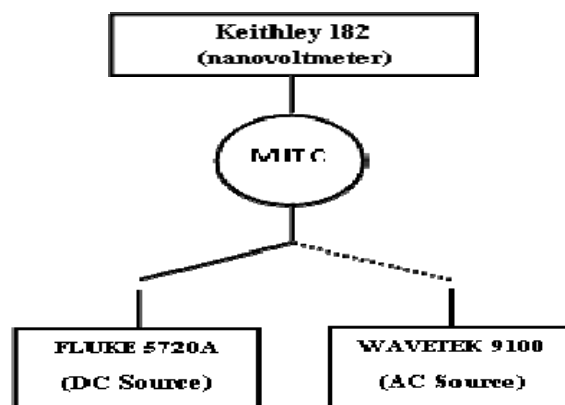 Keithley 182
(nanovoltmeter)
MJTC
FLUKE 5720A
(DC Source)
WAVETEK 9100
(AC Source)